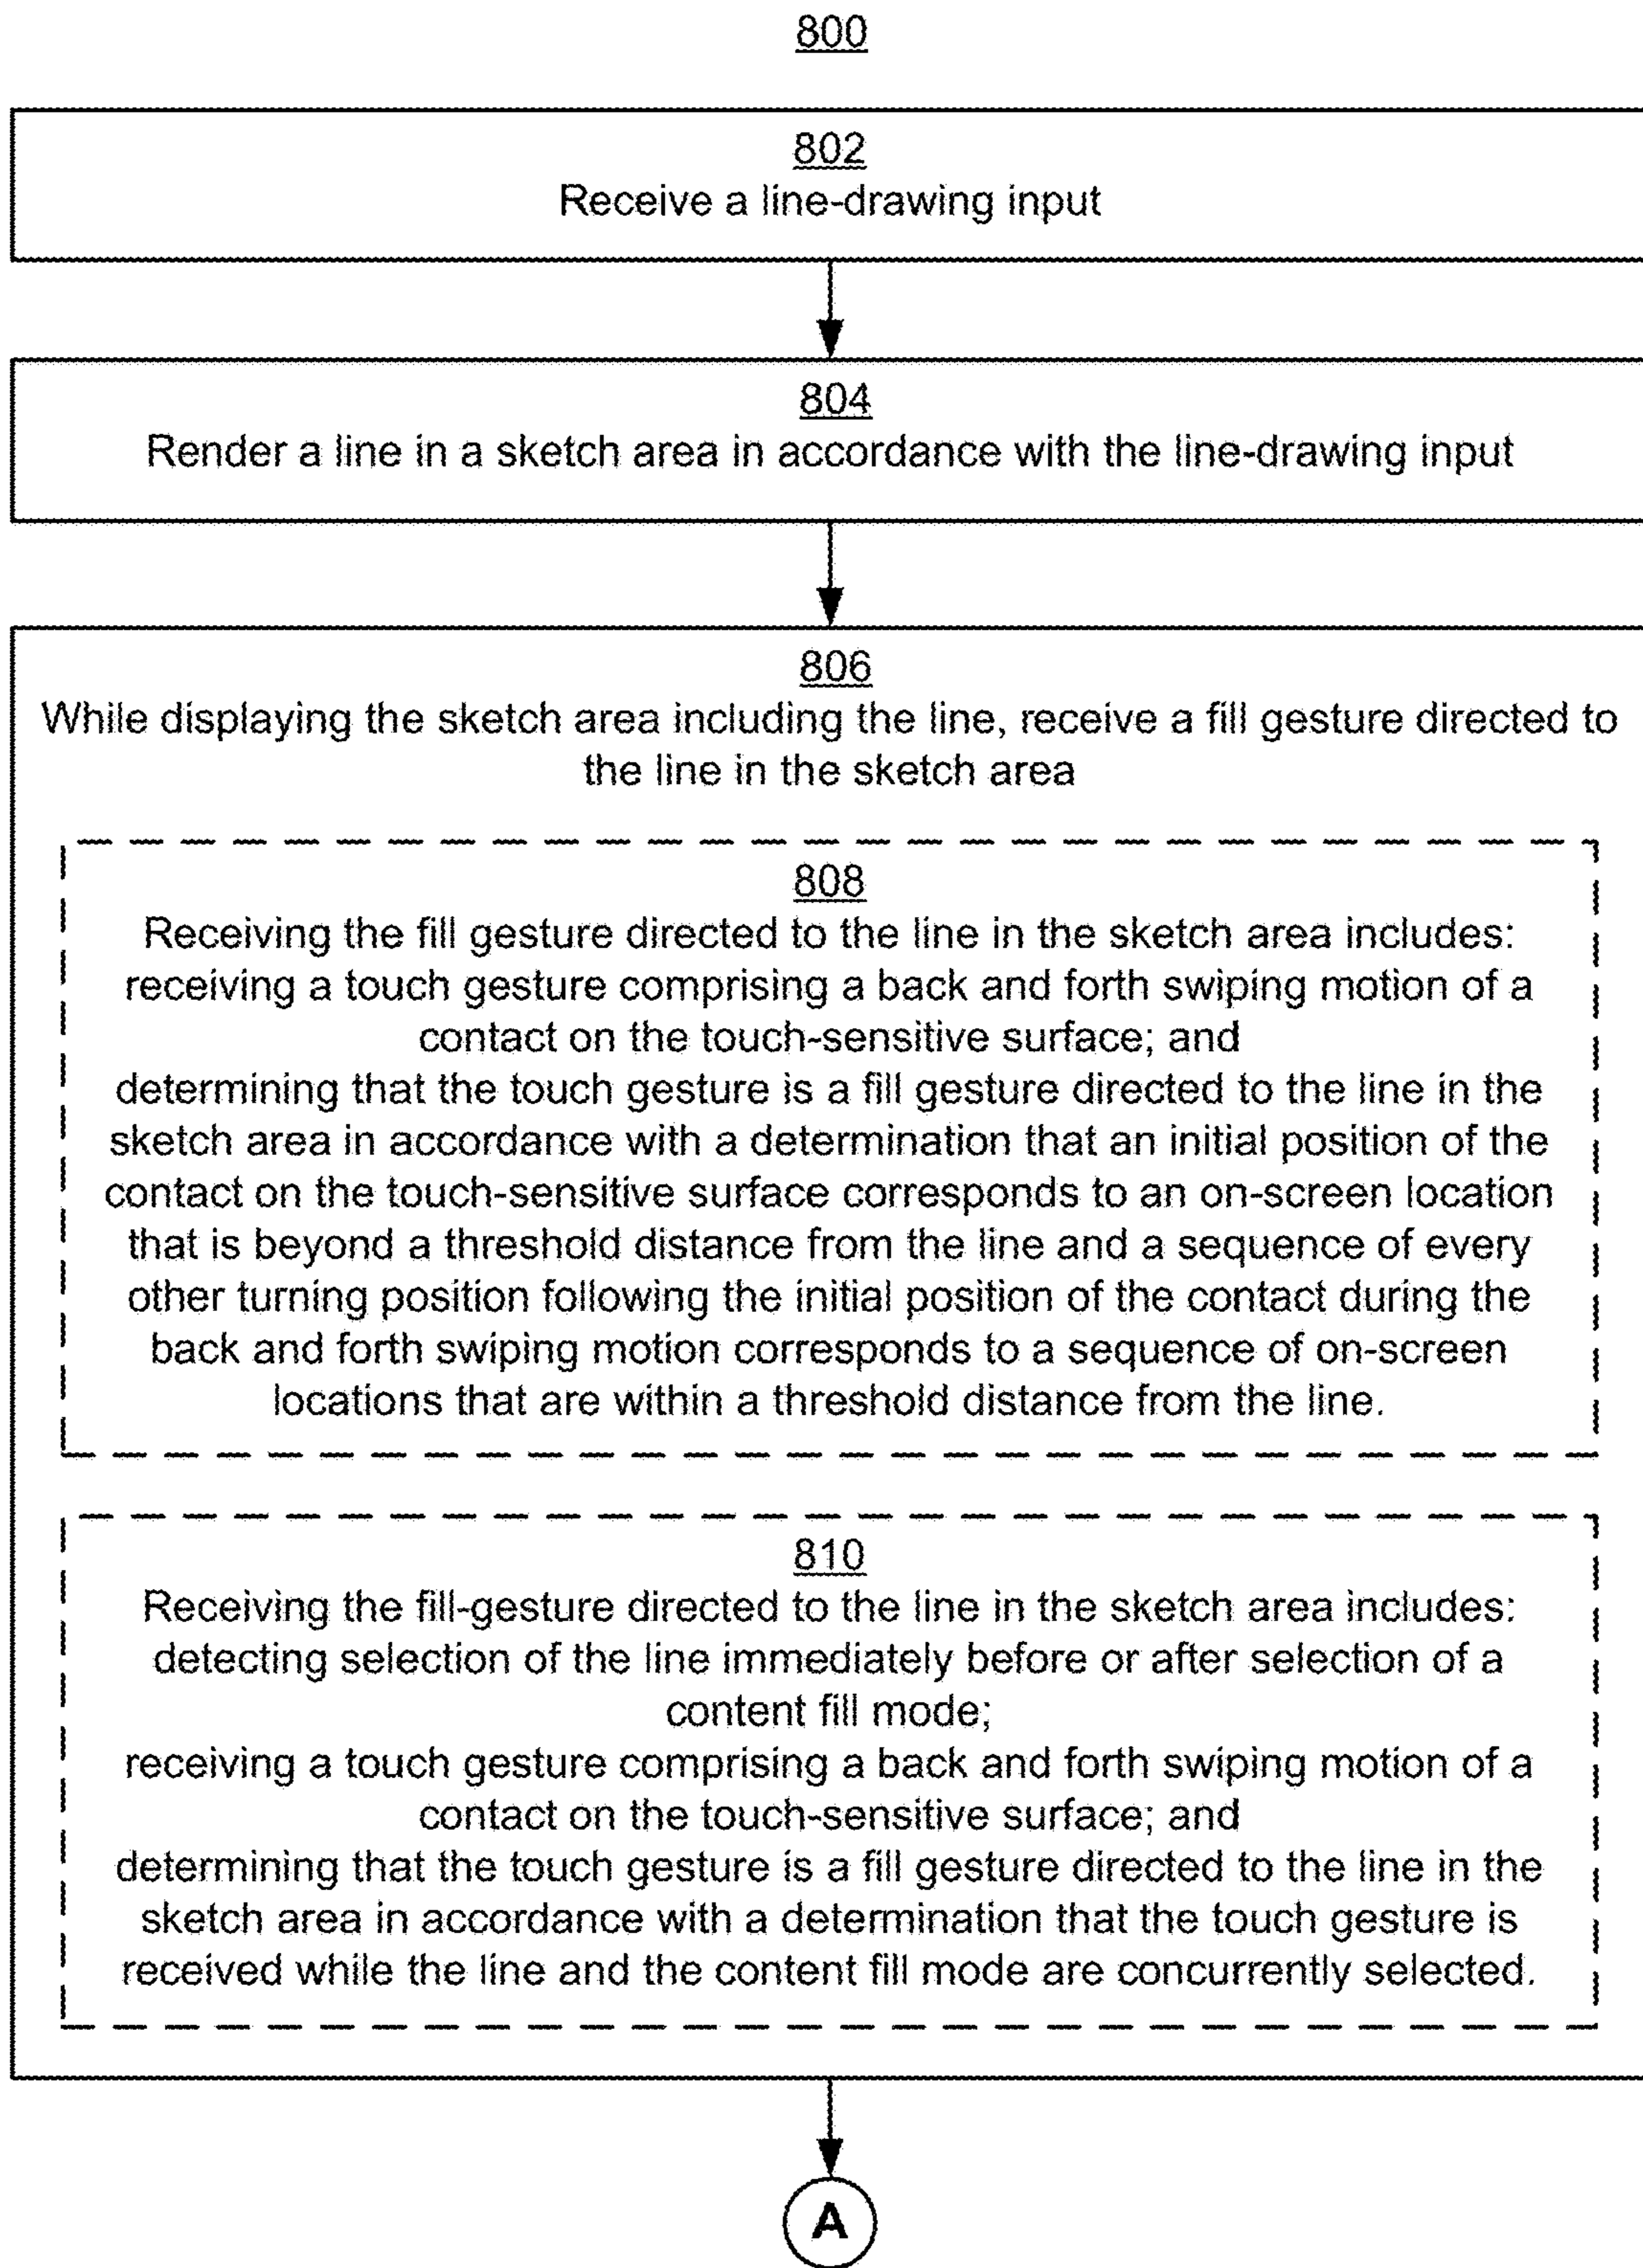 800
802
Receive a line-drawing input
804
Render a line in a sketch area in accordance with the line-drawing input
806
While displaying the sketch area including the line, receive a fill gesture directed to
the line in the sketch area
808
Receiving the fill gesture directed to the line in the sketch area includes:
receiving a touch gesture comprising a back and forth swiping motion of a
contact on the touch-sensitive surface; and
determining that the touch gesture is a fill gesture directed to the line in the
sketch area in accordance with a determination that an initial position of the
contact on the touch-sensitive surface corresponds to an on-screen location
that is beyond a threshold distance from the line and a sequence of every
other turning position following the initial position of the contact during the
back and forth swiping motion corresponds to a sequence of on-screen
locations that are within a threshold distance from the line.
810
Receiving the fill-gesture directed to the line in the sketch area includes:
detecting selection of the line immediately before or after selection of a
content fill mode;
receiving a touch gesture comprising a back and forth swiping motion of a
contact on the touch-sensitive surface; and
determining that the touch gesture is a fill gesture directed to the line in the
sketch area in accordance with a determination that the touch gesture is
received while the line and the content fill mode are concurrently selected.
A